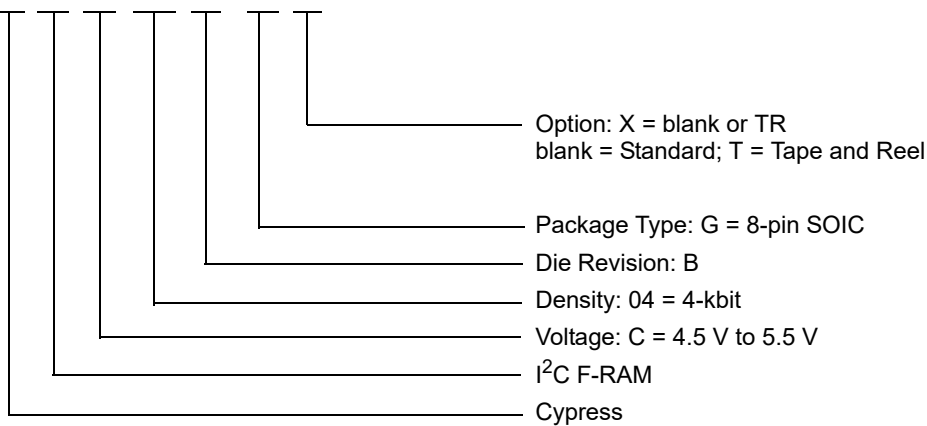 Option: X = blank or TR
blank = Standard; T = Tape and Reel
Package Type: G = 8-pin SOIC
Die Revision: B
Density: 04 = 4-kbit
Voltage: C = 4.5 V to 5.5 V
I²C F-RAM
Cypress